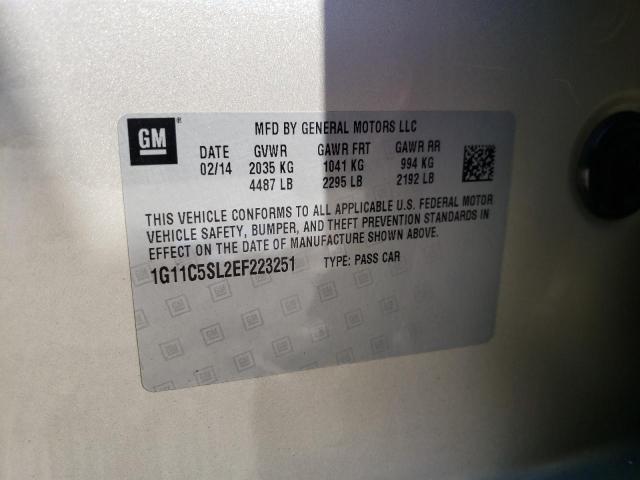 GM ®
MFD BY GENERAL MOTORS LLC
DATE GVWR GAWR FRT GAWR RR
02/14 2035 KG 1041 KG 994 KG
4487 LB 2295 LB 2192 LB
THIS VEHICLE CONFORMS TO ALL APPLICABLE U.S. FEDERAL MOTOR
VEHICLE SAFETY, BUMPER, AND THEFT PREVENTION STANDARDS IN
EFFECT ON THE DATE OF MANUFACTURE SHOWN ABOVE.
1G11C5SL2EF223251 TYPE: PASS CAR